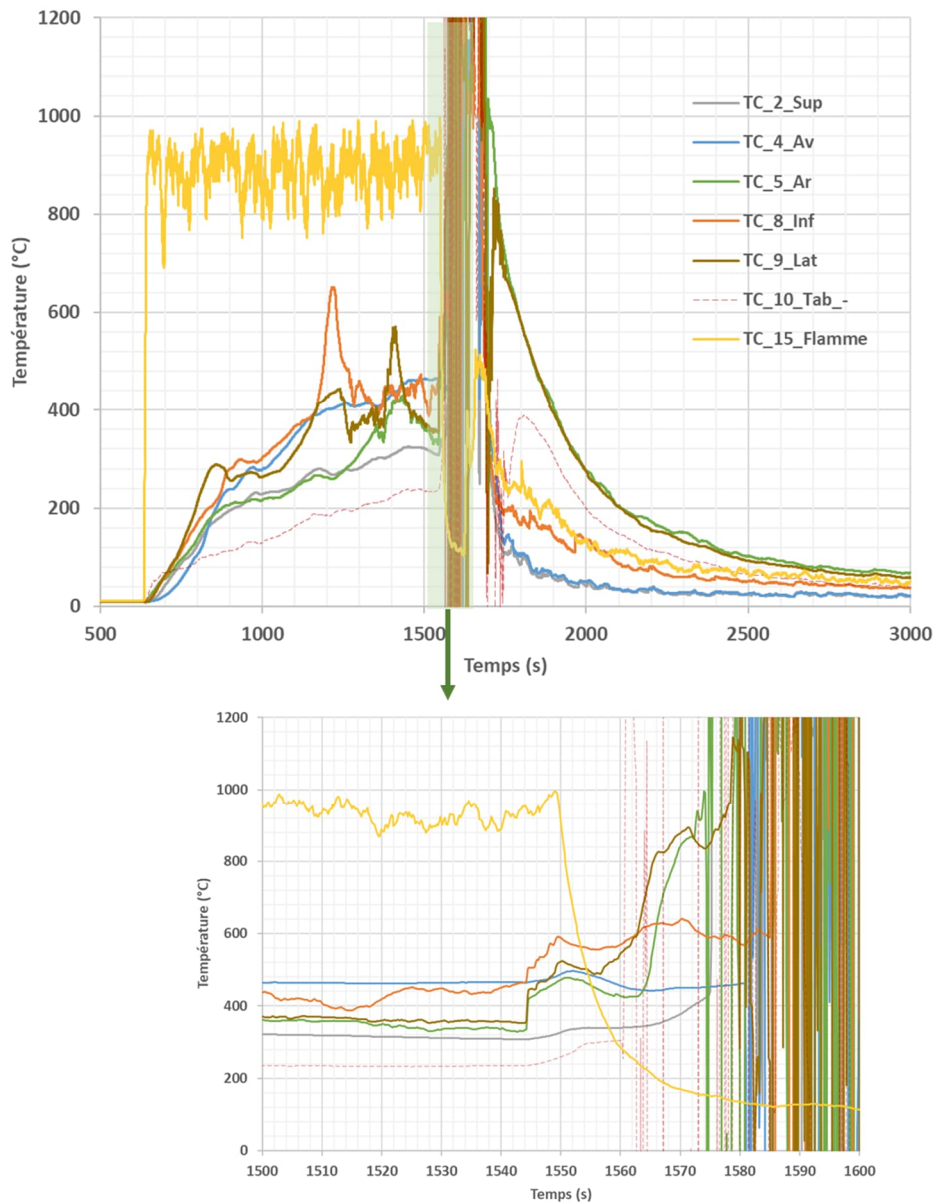 1200
1000
800
600
400
200
0
Température (°C)
TC_2_Sup
TC_4_Av
TC_5_Ar
TC_8_Inf
TC_9_Lat
TC_10_Tab_-
TC_15_Flamme
500 1000 1500 2000 2500 3000
Temps (s)
1200
1000
800
600
400
200
0
Température (°C)
1500 1510 1520 1530 1540 1550 1560 1570 1580 1590 1600
Temps (s)